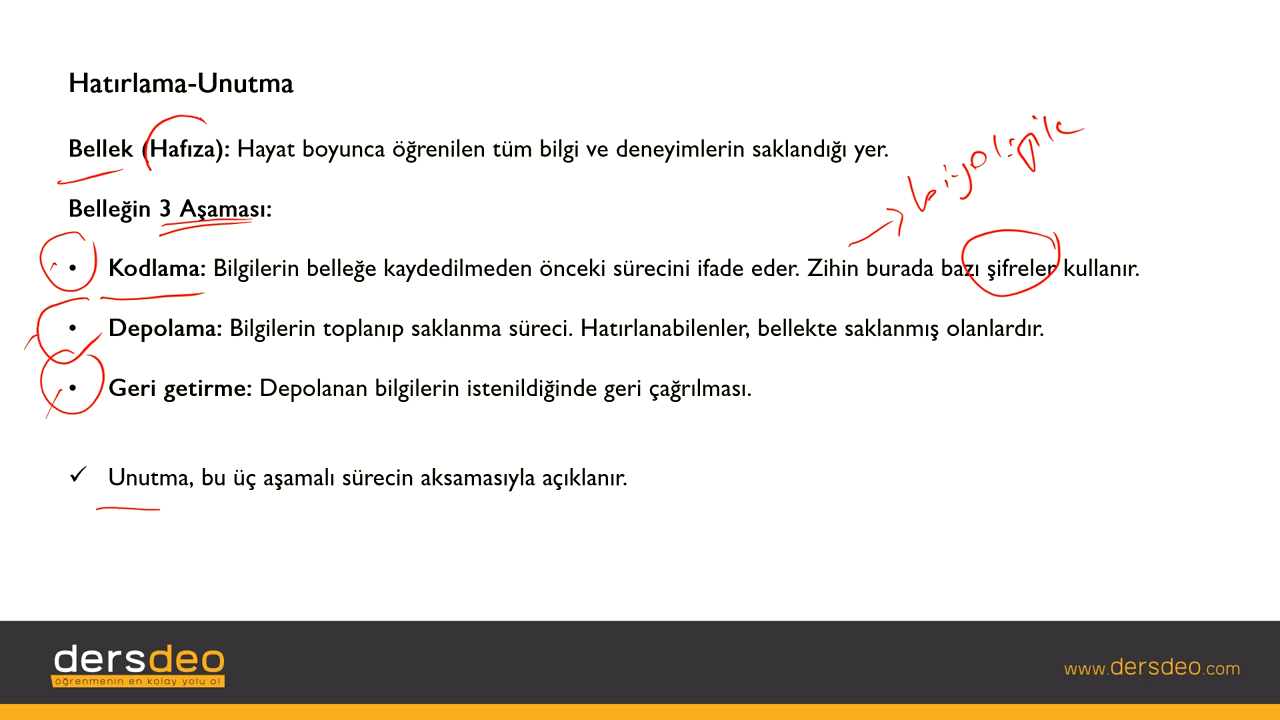 Hatırlama-Unutma
Bellek (Hafıza): Hayat boyunca öğrenilen tüm bilgi ve deneyimlerin saklandığı yer.
Belleğin 3 Aşaması:
• Kodlama: Bilgilerin belleğe kaydedilmeden önceki sürecini ifade eder. Zihin burada bazı şifreler kullanır.
• Depolama: Bilgilerin toplanıp saklanma süreci. Hatırlanabilenler, bellekte saklanmış olanlardır.
• Geri getirme: Depolanan bilgilerin istenildiğinde geri çağrılması.
✓ Unutma, bu üç aşamalı sürecin aksamasıyla açıklanır.
dersdeo
öğrenmenin en kolay yolu o!
www.dersdeo.com